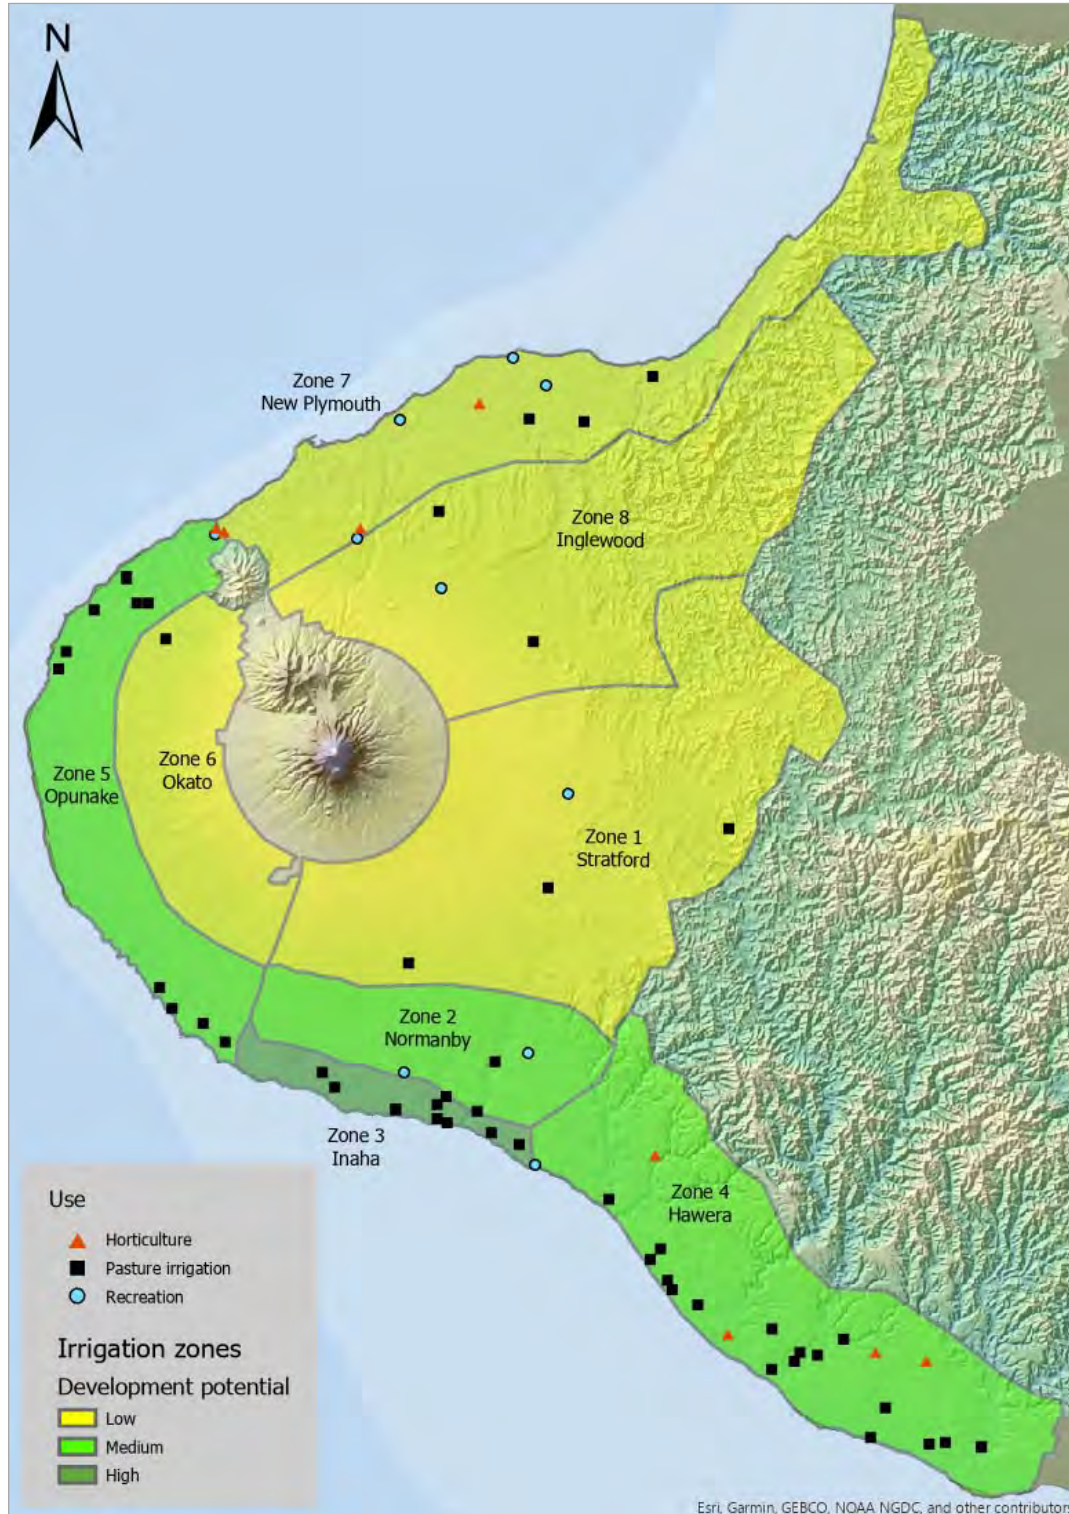 N
Zone 7
New Plymouth
Zone 8
Inglewood
Zone 6
Okato
Zone 5
Opunake
Zone 1
Stratford
Zone 2
Normanby
Zone 3
Inaha
Zone 4
Hawera
Use
Horticulture
Pasture irrigation
Recreation
Irrigation zones
Development potential
Low
Medium
High
Esri, Garmin, GEBCO, NOAA NGDC, and other contributors